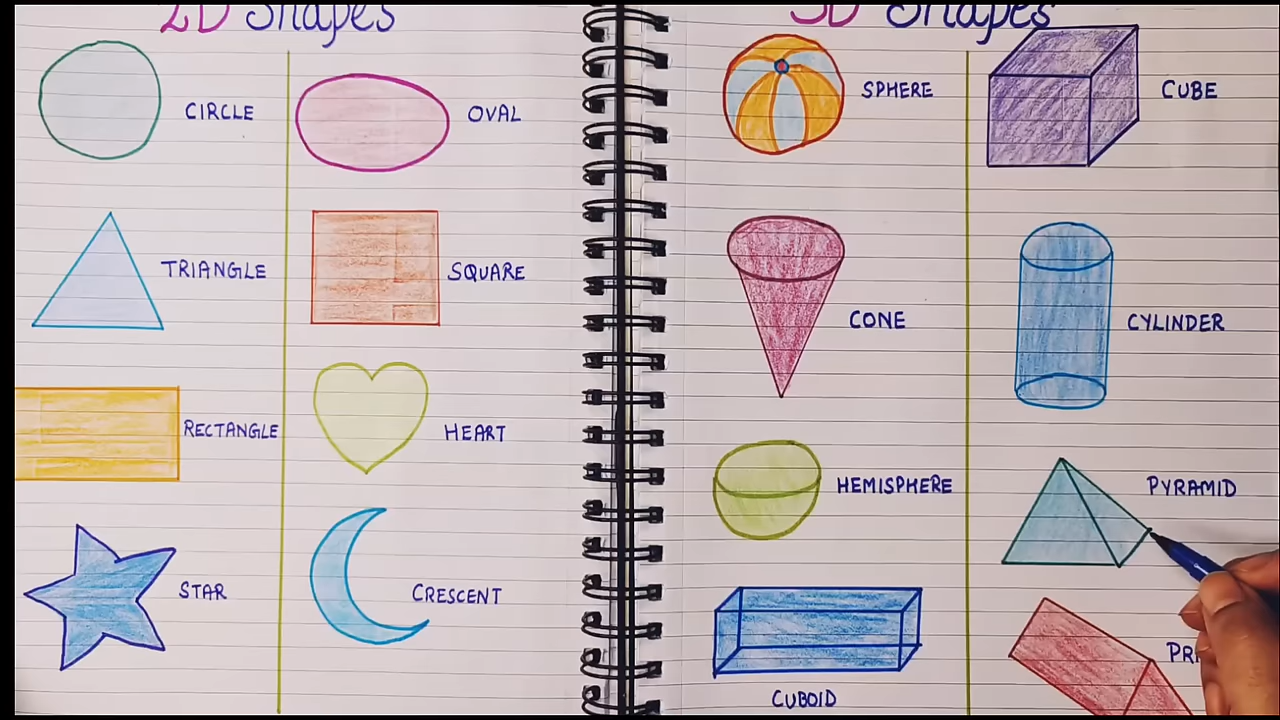 2D Shapes
CIRCLE
OVAL
TRIANGLE
SQUARE
RECTANGLE
HEART
STAR
CRESCENT
3D Shapes
SPHERE
CUBE
CONE
CYLINDER
HEMISPHERE
PYRAMID
CUBOID